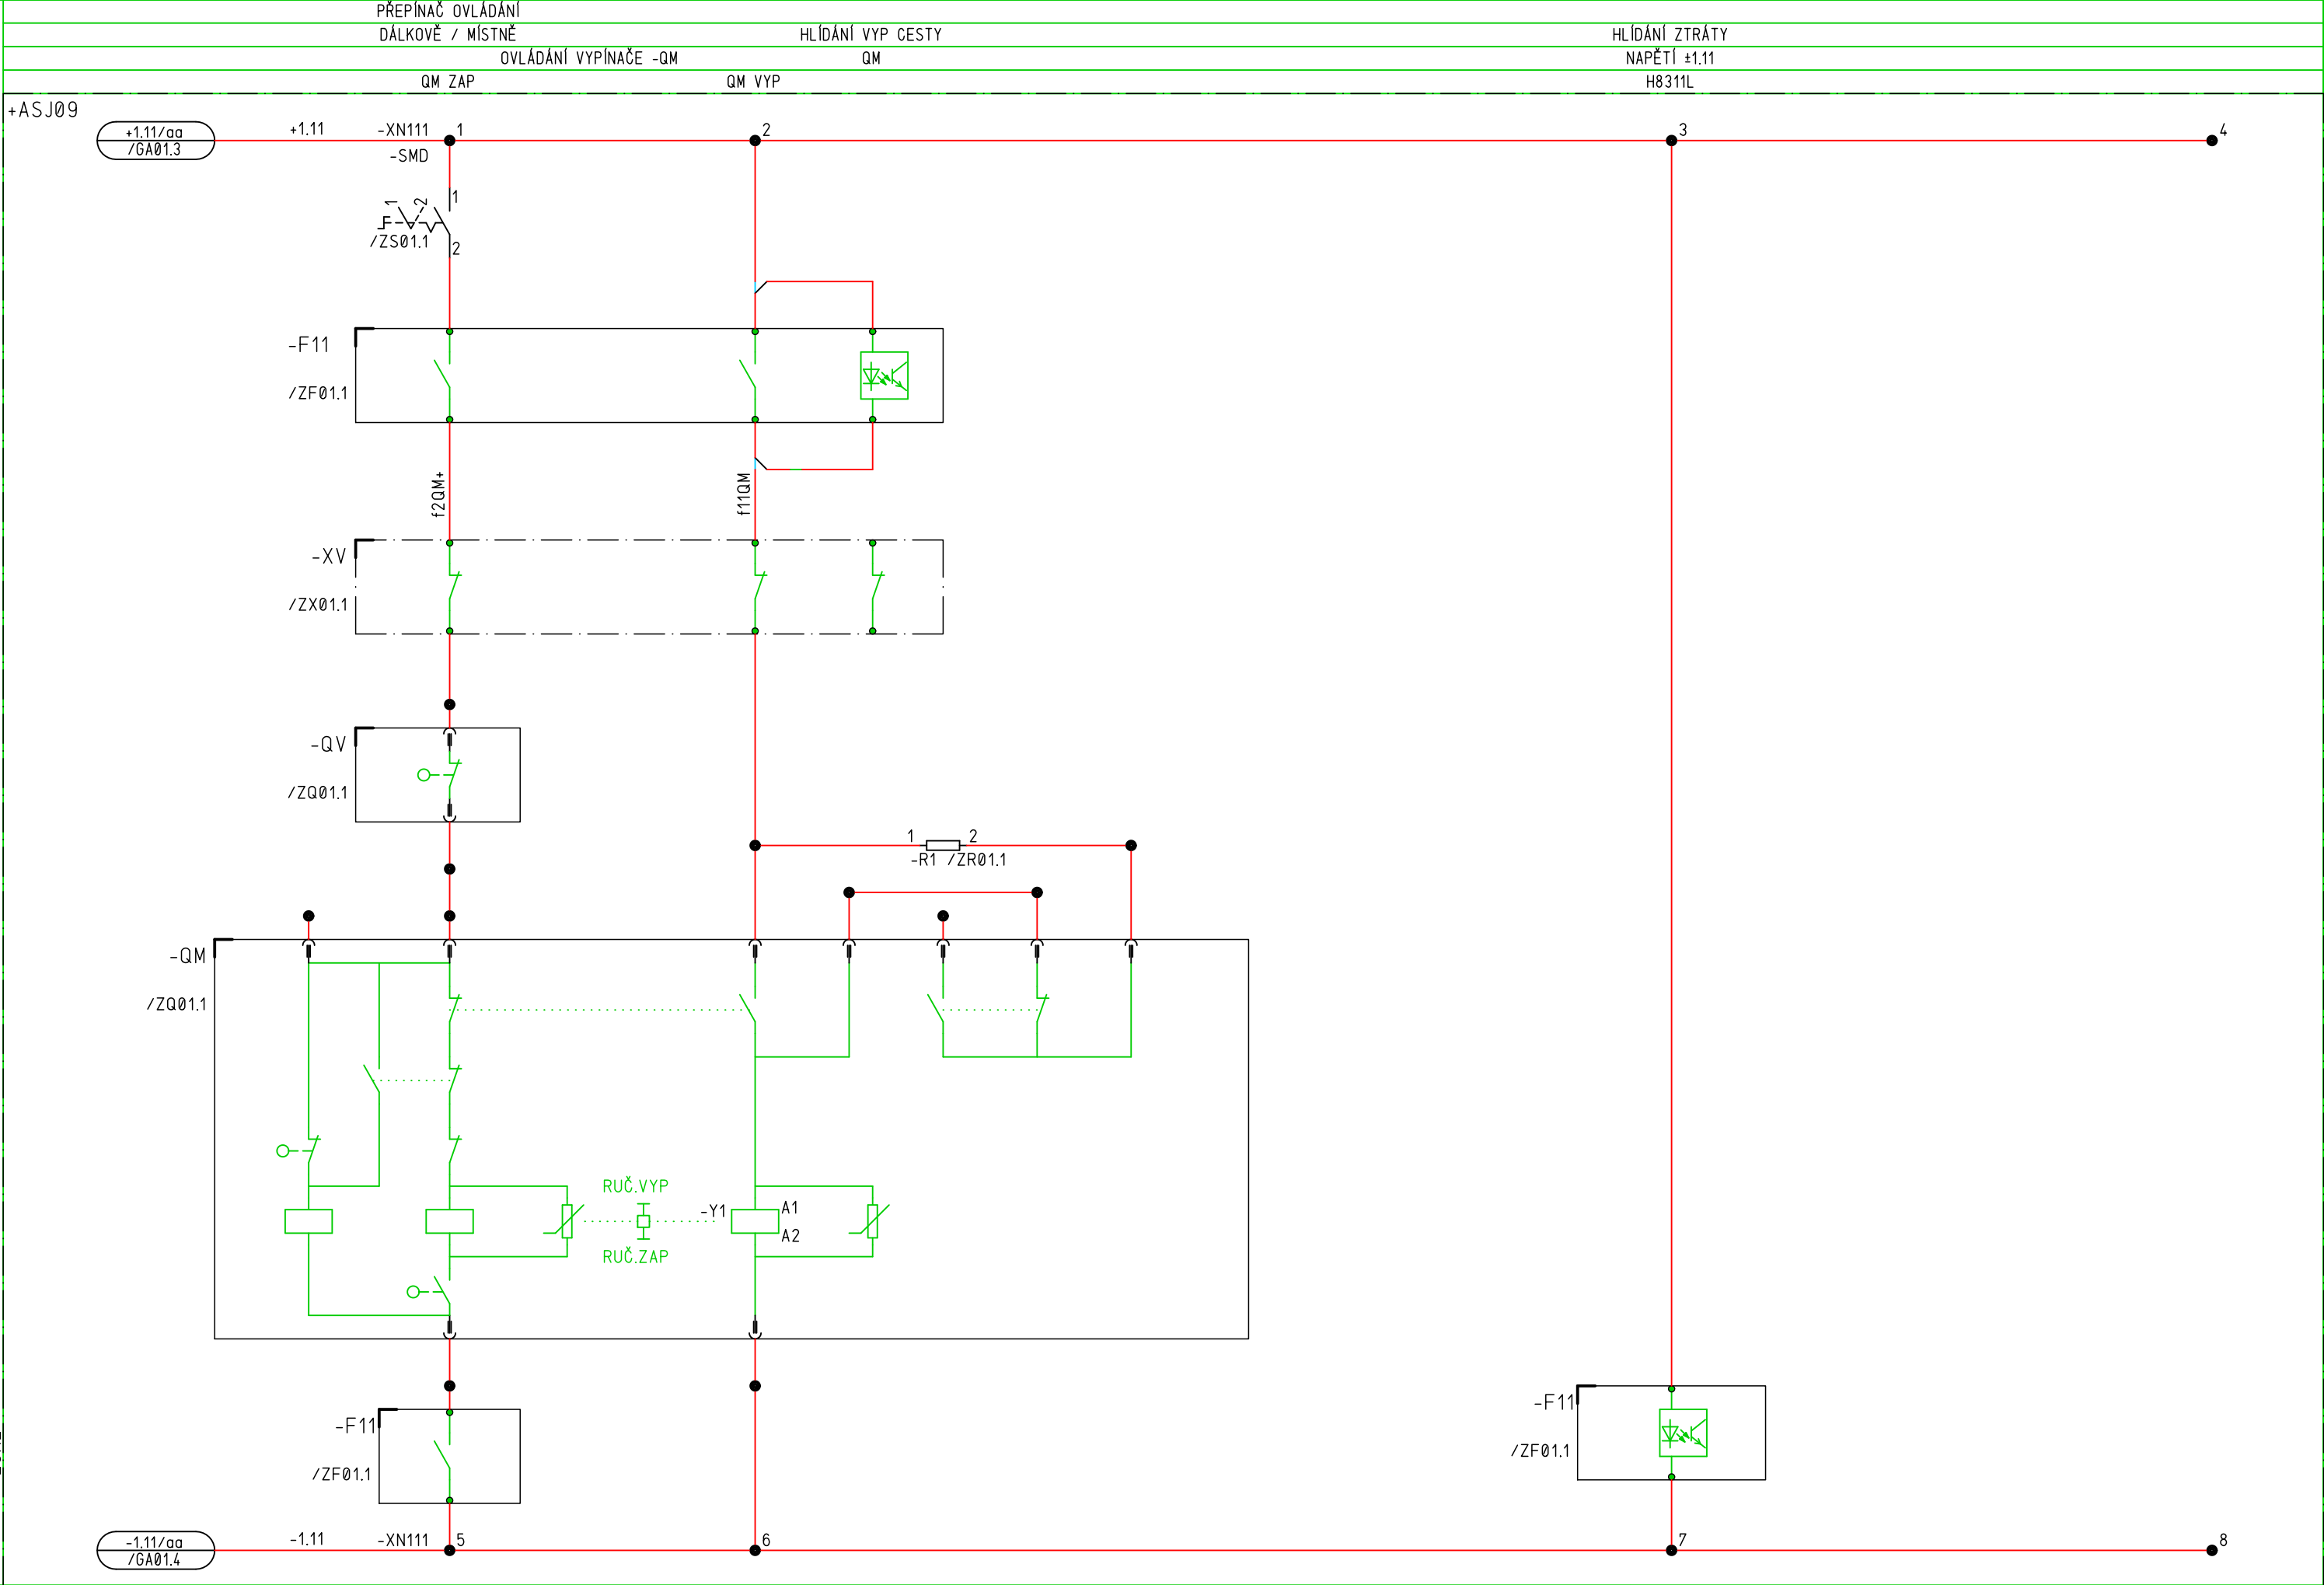 PŘEPÍNAČ OVLÁDÁNÍ
DÁLKOVĚ / MÍSTNĚ
HLÍDÁNÍ VYP CESTY
HLÍDÁNÍ ZTRÁTY
OVLÁDÁNÍ VYPÍNAČE -QM
QM
NAPĚTÍ ±1.11
QM ZAP
QM VYP
H8311L
+ASJ09
+1.11/aa
/GA01.3
+1.11
-XN111
1
2
3
4
-SMD
1
2
1
/ZS01.1
2
-F11
/ZF01.1
f2QM+
f11QM
-XV
/ZX01.1
-QV
/ZQ01.1
1
2
-R1 /ZR01.1
-QM
/ZQ01.1
RUČ.VYP
-Y1
A1
A2
RUČ.ZAP
-F11
/ZF01.1
-F11
/ZF01.1
-1.11/aa
/GA01.4
-1.11
-XN111
5
6
7
8